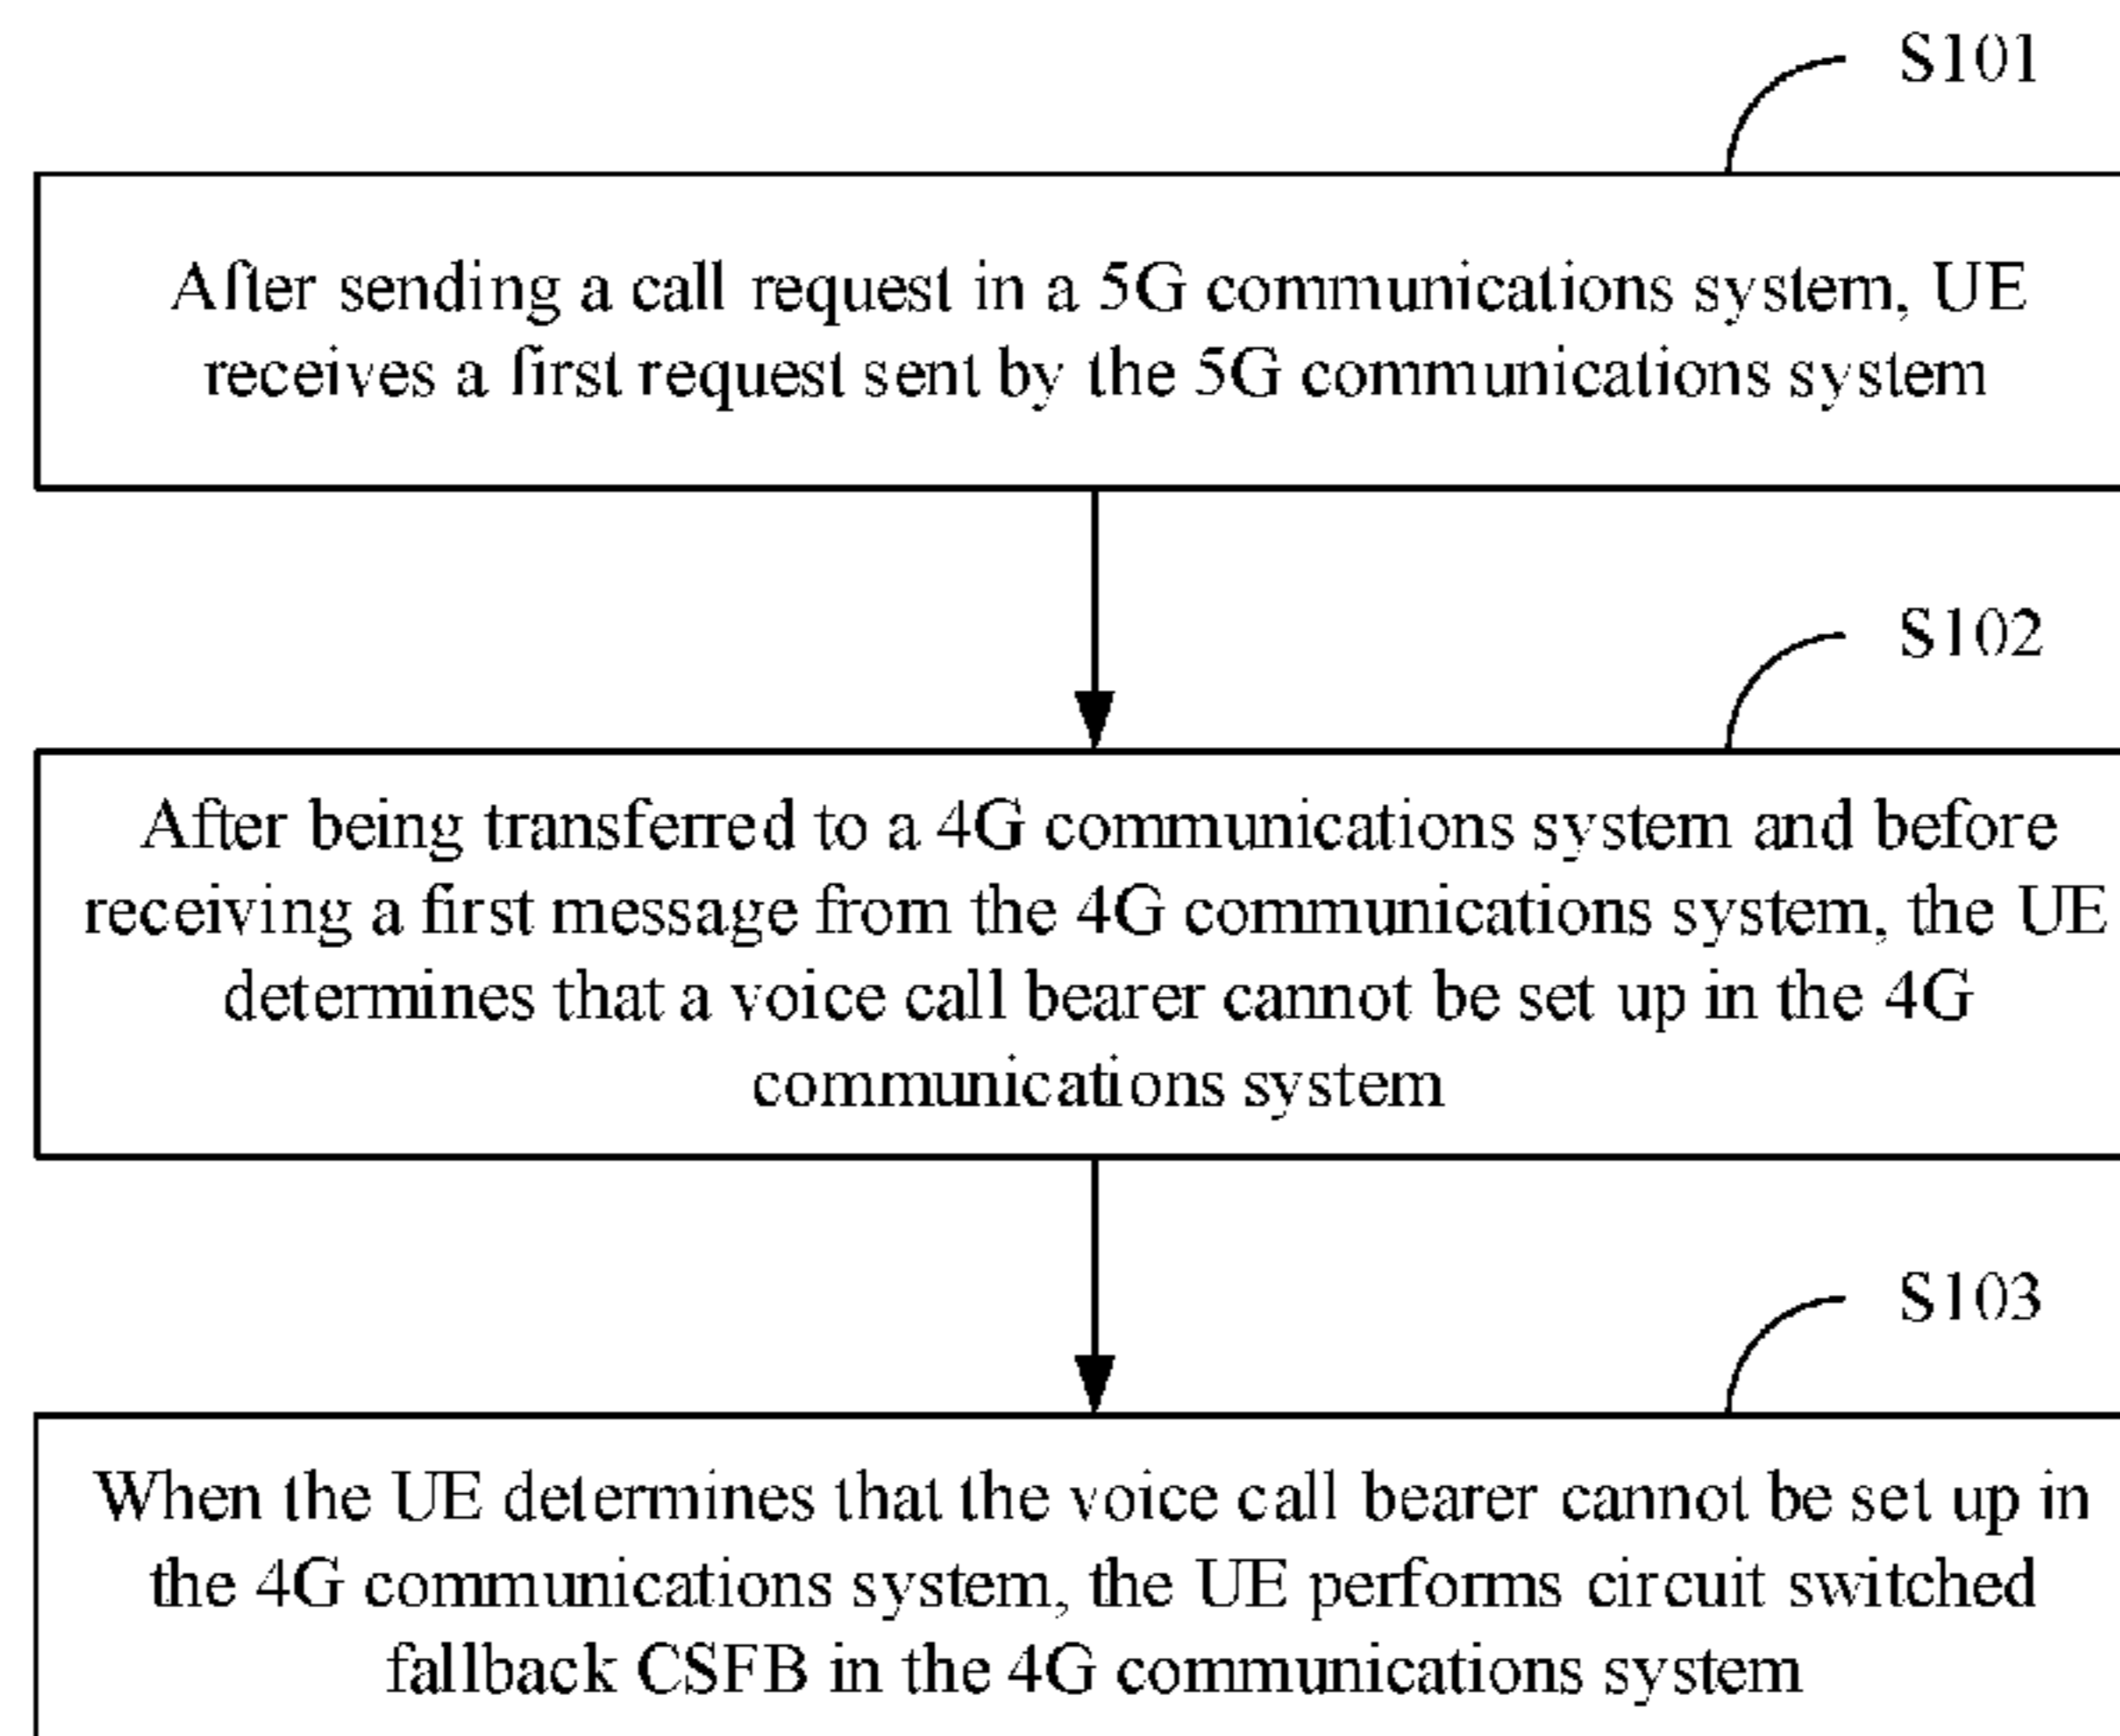 S101
After sending a call request in a 5G communications system, UE
receives a first request sent by the 5G communications system
S102
After being transferred to a 4G communications system and before
receiving a first message from the 4G communications system, the UE
determines that a voice call bearer cannot be set up in the 4G
communications system
S103
When the UE determines that the voice call bearer cannot be set up in
the 4G communications system, the UE performs circuit switched
fallback CSFB in the 4G communications system